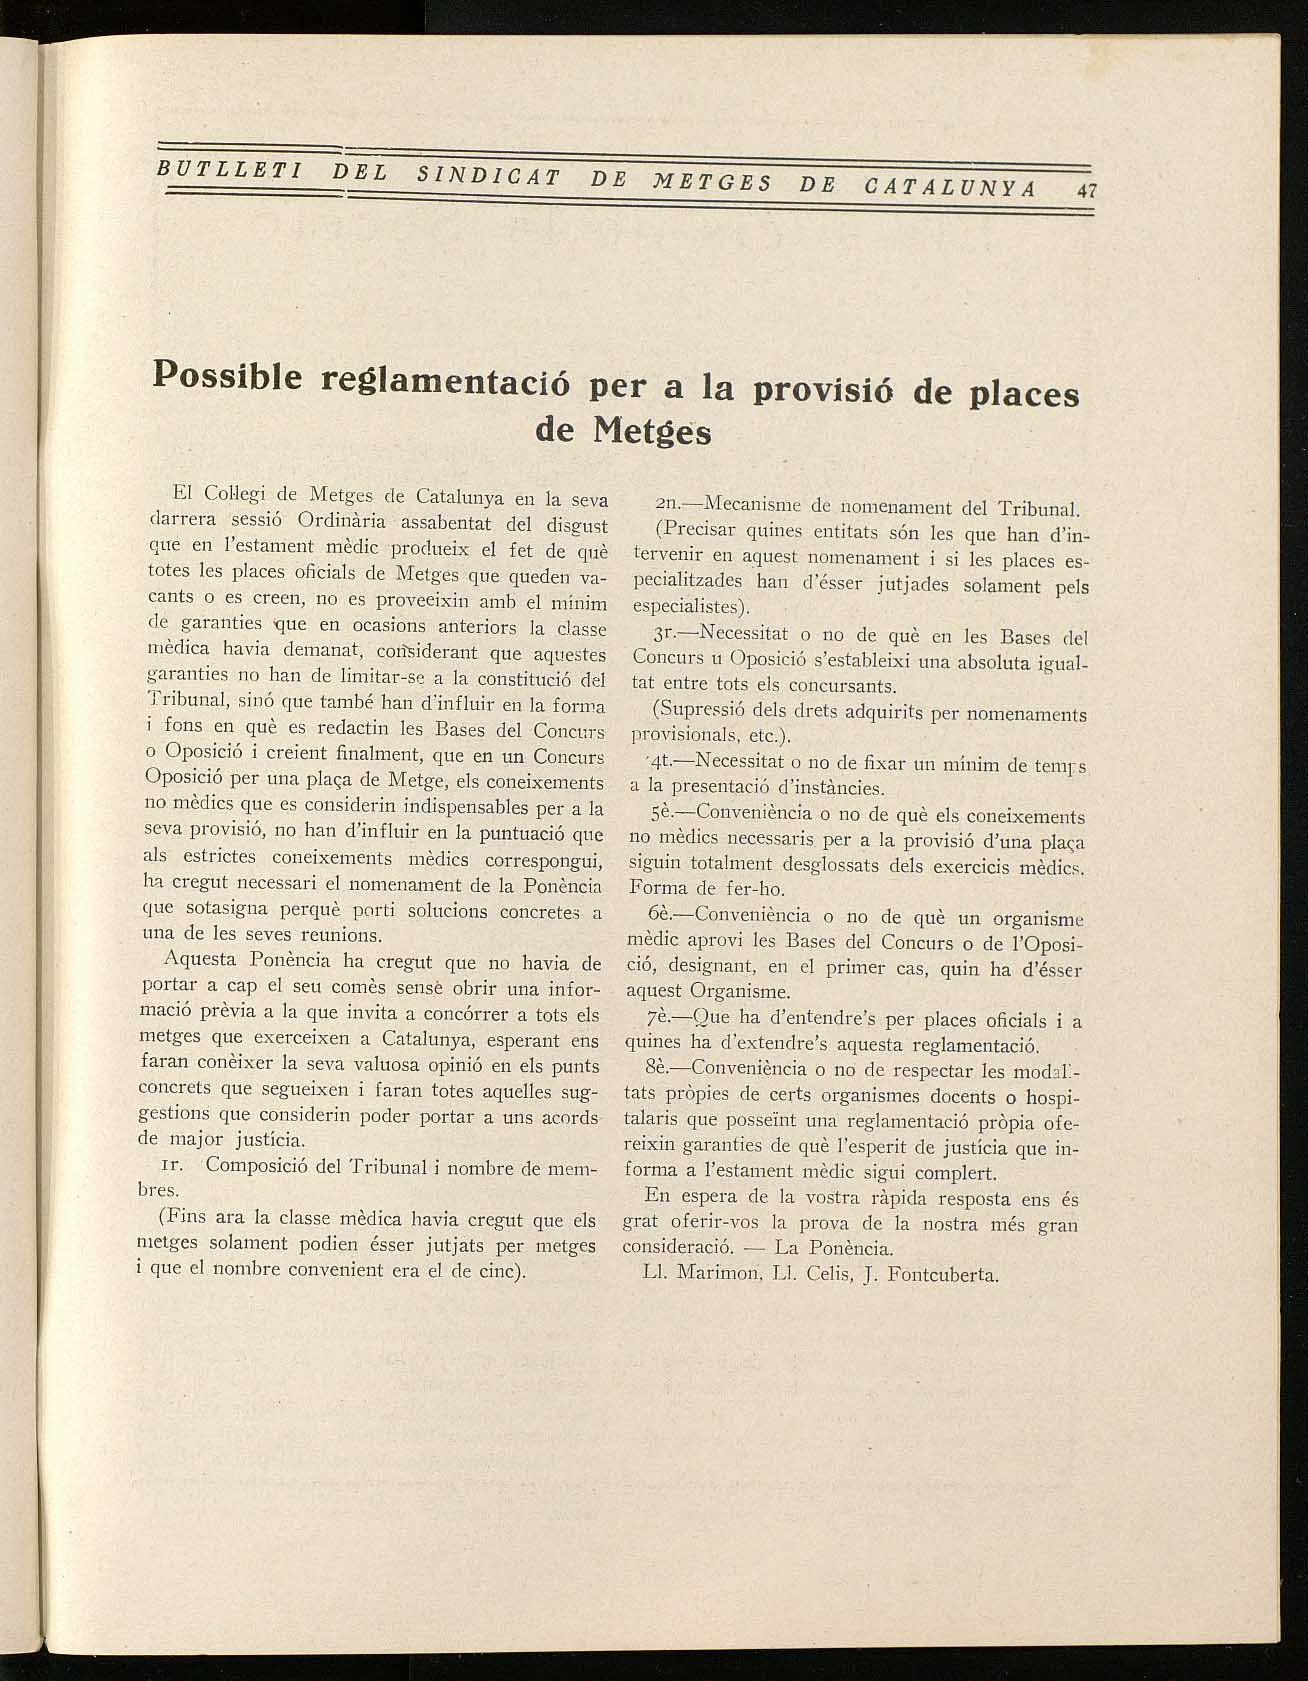 BUTLLETI DEL SINDICAT DE METGES DE CATALUNYA 47
Possible reglamentació per a la provisió de places
de Metges
El Col·legi de Metges de Catalunya en la seva
darrera sessió Ordinària assabentat del disgust
que en l'estament mèdic produeix el fet de què
totes les places oficials de Metges que queden va-
cants o es creen, no es proveeixin amb el mínim
de garanties que en ocasions anteriors la classe
mèdica havia demanat, considerant que aquestes
garanties no han de limitar-se a la constitució del
Tribunal, sinó que també han d'influir en la forma
i fons en què es redactin les Bases del Concurs
o Oposició i creient finalment, que en un Concurs
Oposició per una plaça de Metge, els coneixements
no mèdics que es considerin indispensables per a la
seva provisió, no han d'influir en la puntuació que
als estrictes coneixements mèdics correspongui,
ha cregut necessari el nomenament de la Ponència
que sotasigna perquè porti solucions concretes a
una de les seves reunions.
Aquesta Ponència ha cregut que no havia de
portar a cap el seu comès sense obrir una infor-
mació prèvia a la que invita a concórrer a tots els
metges que exerceixen a Catalunya, esperant ens
faran conèixer la seva valuosa opinió en els punts
concrets que segueixen i faran totes aquelles sug-
gestions que considerin poder portar a uns acords
de major justícia.
1r. Composició del Tribunal i nombre de mem-
bres.
(Fins ara la classe mèdica havia cregut que els
metges solament podien ésser jutjats per metges
i que el nombre convenient era el de cinc).
2n.—Mecanisme de nomenament del Tribunal.
(Precisar quines entitats són les que han d'in-
tervenir en aquest nomenament i si les places es-
pecialitzades han d'ésser jutjades solament pels
especialistes).
3r.—Necessitat o no de què en les Bases del
Concurs u Oposició s'estableixi una absoluta igual-
tat entre tots els concursants.
(Supressió dels drets adquirits per nomenaments
provisionals, etc.).
4t.—Necessitat o no de fixar un mínim de temps
a la presentació d'instàncies.
5è.—Conveniència o no de què els coneixements
no mèdics necessaris per a la provisió d'una plaça
siguin totalment desglossats dels exercicis mèdics.
Forma de fer-ho.
6è.—Conveniència o no de què un organisme
mèdic aprovi les Bases del Concurs o de l'Oposi-
ció, designant, en el primer cas, quin ha d'ésser
aquest Organisme.
7è.—Que ha d'entendre's per places oficials i a
quines ha d'extendre's aquesta reglamentació.
8è.—Conveniència o no de respectar les modali-
tats pròpies de certs organismes docents o hospi-
talaris que posseïnt una reglamentació pròpia ofe-
reixin garanties de què l'esperit de justícia que in-
forma a l'estament mèdic sigui complert.
En espera de la vostra ràpida resposta ens és
grat oferir-vos la prova de la nostra més gran
consideració. — La Ponència.
Ll. Marimon, Ll. Celis, J. Fontcuberta.